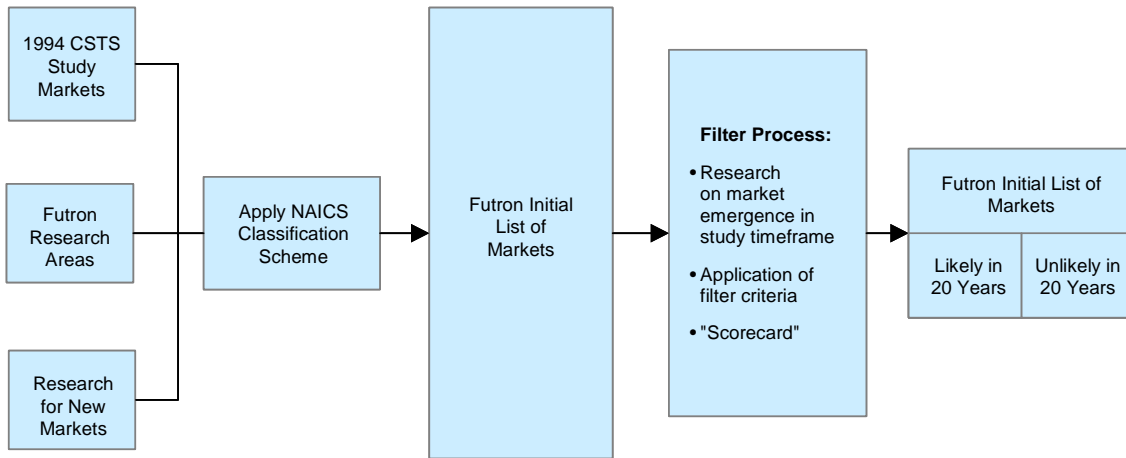 1994 CSTS
Study
Markets
Futron
Research
Areas
Research
for New
Markets
Apply NAICS
Classification
Scheme
Futron Initial
List of
Markets
Filter Process:
• Research
on market
emergence in
study timeframe
• Application of
filter criteria
• "Scorecard"
Futron Initial List of
Markets
Likely in
20 Years
Unlikely in
20 Years